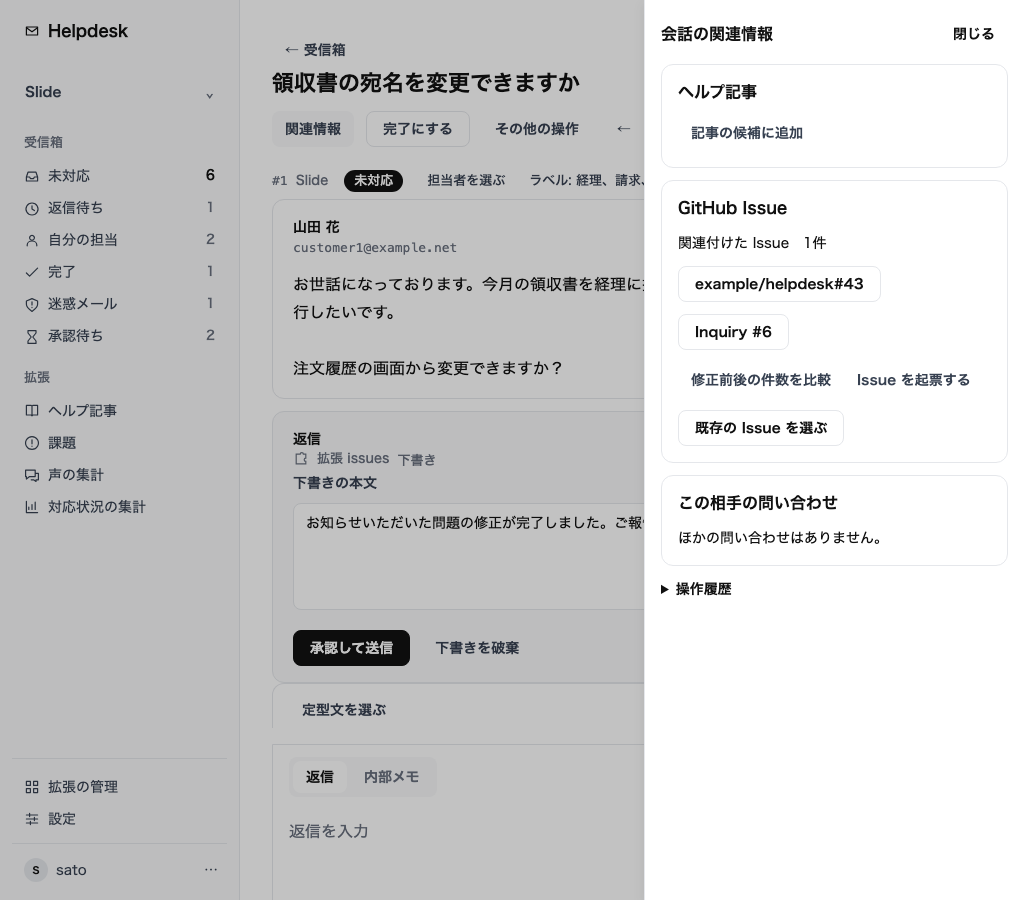 Helpdesk
Slide
受信箱
未対応 6
返信待ち 1
自分の担当 2
完了 1
迷惑メール 1
承認待ち 2
拡張
ヘルプ記事
課題
声の集計
対応状況の集計
拡張の管理
設定
S sato ...
← 受信箱
領収書の宛名を変更できますか
関連情報 完了にする その他の操作 ←
#1 Slide 未対応 担当者を選ぶ ラベル: 経理、請求、
山田 花
customer1@example.net
お世話になっております。今月の領収書を経理に
行したいです。
注文履歴の画面から変更できますか？
返信
拡張 issues 下書き
下書きの本文
お知らせいただいた問題の修正が完了しました。ご報
承認して送信 下書きを破棄
定型文を選ぶ
返信 内部メモ
返信を入力
会話の関連情報 閉じる
ヘルプ記事
記事の候補に追加
GitHub Issue
関連付けた Issue 1件
example/helpdesk#43
Inquiry #6
修正前後の件数を比較 Issue を起票する
既存の Issue を選ぶ
この相手の問い合わせ
ほかの問い合わせはありません。
▶ 操作履歴